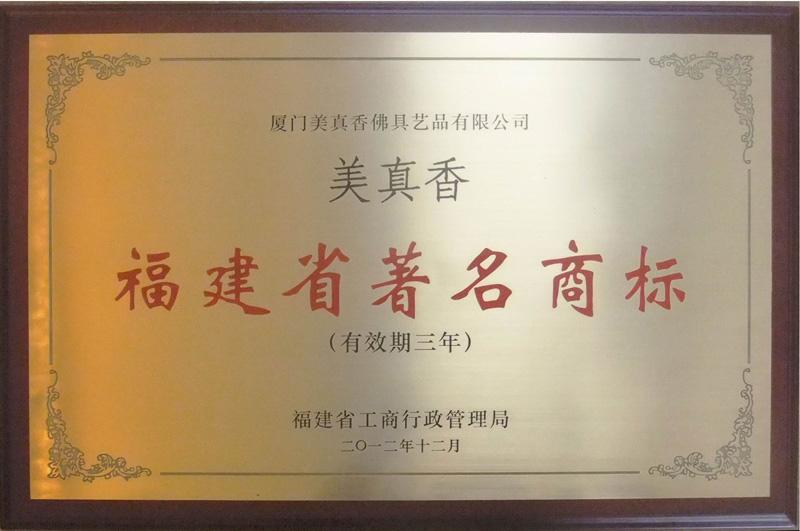 厦门美真香佛具艺品有限公司
美真香
福建省著名商标
(有效期三年)
福建省工商行政管理局
二〇一二年十二月